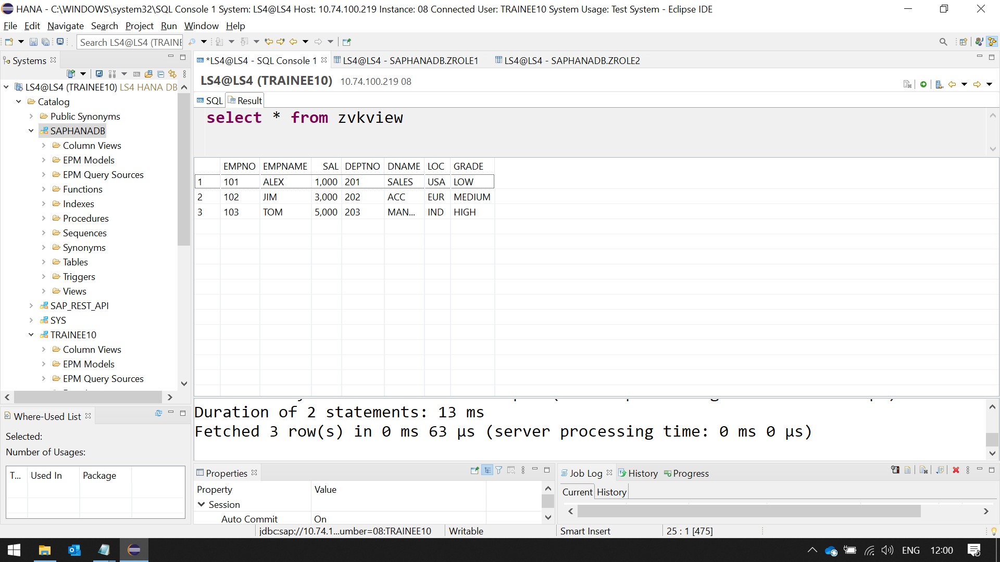 HANA - C:\WINDOWS\system32\SQL Console 1 System: LS4@LS4 Host: 10.74.100.219 Instance: 08 Connected User: TRAINEE10 System Usage: Test System - Eclipse IDE
File Edit Navigate Search Project Run Window Help
Search LS4@LS4 (TRAINE
Systems
*LS4@LS4 - SQL Console 1
LS4@LS4 - SAPHANADB.ZROLE1
LS4@LS4 - SAPHANADB.ZROLE2
LS4@LS4 (TRAINEE10) LS4 HANA DB
Catalog
Public Synonyms
SAPHANADB
Column Views
EPM Models
EPM Query Sources
Functions
Indexes
Procedures
Sequences
Synonyms
Tables
Triggers
Views
SAP_REST_API
SYS
TRAINEE10
Column Views
EPM Models
EPM Query Sources
LS4@LS4 (TRAINEE10) 10.74.100.219 08
SQL Result
select * from zvkview
EMPNO EMPNAME SAL DEPTNO DNAME LOC GRADE
1 101 ALEX 1,000 201 SALES USA LOW
2 102 JIM 3,000 202 ACC EUR MEDIUM
3 103 TOM 5,000 203 MAN... IND HIGH
Duration of 2 statements: 13 ms
Fetched 3 row(s) in 0 ms 63 µs (server processing time: 0 ms 0 µs)
Where-Used List
Selected:
Number of Usages:
T... Used In Package
Properties
Property Value
Session
Auto Commit On
Job Log History Progress
Current History
jdbc:sap://10.74.1...umber=08:TRAINEE10 Writable Smart Insert 25 : 1 [475]
ENG 12:00